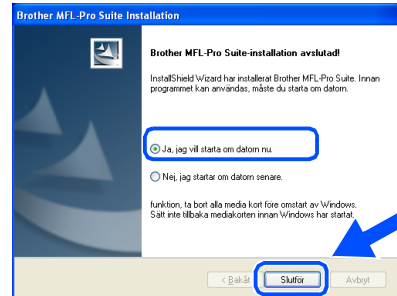 Brother MFL-Pro Suite Installation
Brother MFL-Pro Suite-installation avslutad!
InstallShield Wizard har installerat Brother MFL-Pro Suite. Innan
programmet kan användas, måste du starta om datorn.
Ja, jag vill starta om datorn nu.
Nej, jag startar om datorn senare.
funktion, ta bort alla media kort före omstart av Windows.
Sätt inte tillbaka mediakorten innan Windows har startat.
< Bakåt
Slutför
Avbryt